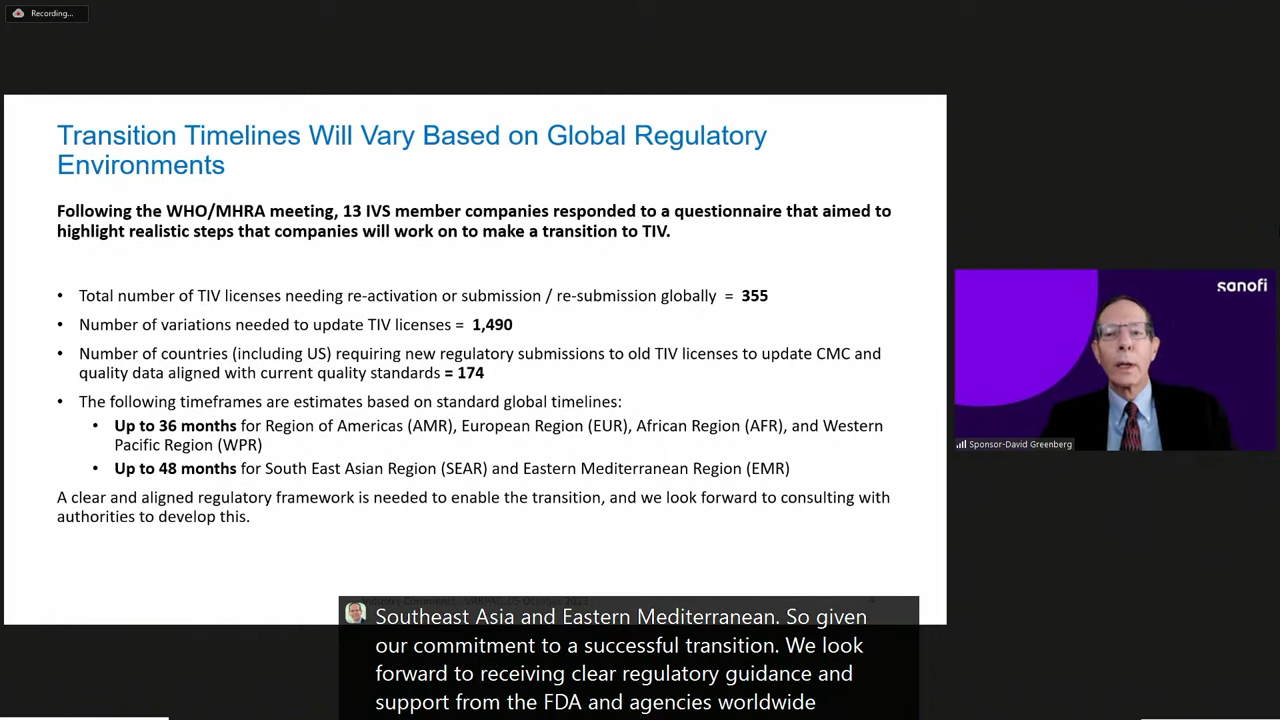 Recording...
Transition Timelines Will Vary Based on Global Regulatory
Environments
Following the WHO/MHRA meeting, 13 IVS member companies responded to a questionnaire that aimed to
highlight realistic steps that companies will work on to make a transition to TIV.
• Total number of TIV licenses needing re-activation or submission / re-submission globally = 355
• Number of variations needed to update TIV licenses = 1,490
• Number of countries (including US) requiring new regulatory submissions to old TIV licenses to update CMC and
quality data aligned with current quality standards = 174
• The following timeframes are estimates based on standard global timelines:
• Up to 36 months for Region of Americas (AMR), European Region (EUR), African Region (AFR), and Western
Pacific Region (WPR)
• Up to 48 months for South East Asian Region (SEAR) and Eastern Mediterranean Region (EMR)
A clear and aligned regulatory framework is needed to enable the transition, and we look forward to consulting with
authorities to develop this.
sanofi
Sponsor-David Greenberg
Southeast Asia and Eastern Mediterranean. So given
our commitment to a successful transition. We look
forward to receiving clear regulatory guidance and
support from the FDA and agencies worldwide